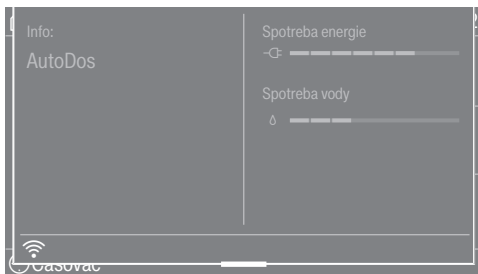 Info:
AutoDos
Spotreba energie
Spotreba vody
Časovač